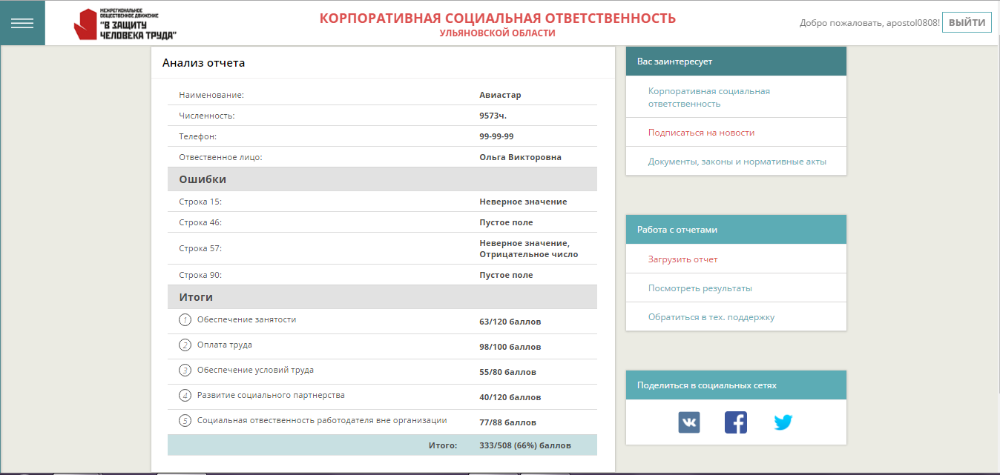 МЕЖРЕГИОНАЛЬНОЕ
ОБЩЕСТВЕННОЕ ДВИЖЕНИЕ
"В ЗАЩИТУ
ЧЕЛОВЕКА ТРУДА"
КОРПОРАТИВНАЯ СОЦИАЛЬНАЯ ОТВЕТСТВЕННОСТЬ
УЛЬЯНОВСКОЙ ОБЛАСТИ
Добро пожаловать, apostol0808! ВЫЙТИ
Анализ отчета
Наименование: Авиастар
Численность: 9573ч.
Телефон: 99-99-99
Отвественное лицо: Ольга Викторовна
Ошибки
Строка 15: Неверное значение
Строка 46: Пустое поле
Строка 57: Неверное значение,
Отрицательное число
Строка 90: Пустое поле
Итоги
1 Обеспечение занятости 63/120 баллов
2 Оплата труда 98/100 баллов
3 Обеспечение условий труда 55/80 баллов
4 Развитие социального партнерства 40/120 баллов
5 Социальная отвественность работодателя вне организации 77/88 баллов
Итого: 333/508 (66%) баллов
Вас заинтересует
Корпоративная социальная
ответственность
Подписаться на новости
Документы, законы и нормативные акты
Работа с отчетами
Загрузить отчет
Посмотреть результаты
Обратиться в тех. поддержку
Поделиться в социальных сетях